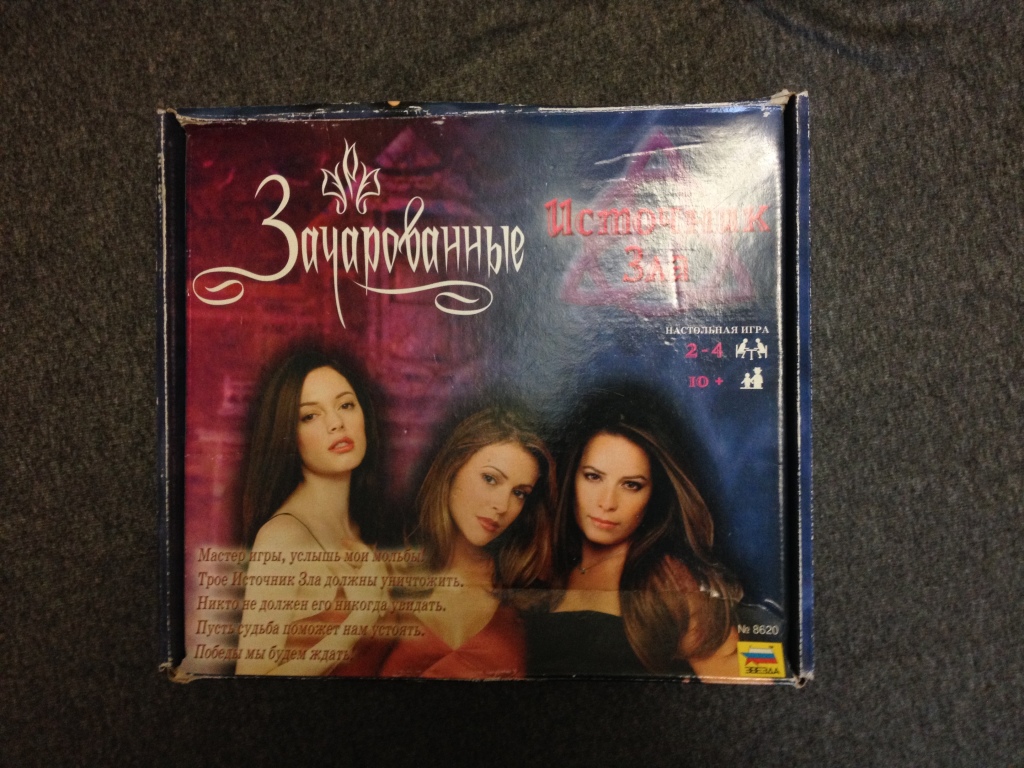 Зачарованные
Источник
Зла
НАСТОЛЬНАЯ ИГРА
2-4
10 +
Мастер игры, услышь мои мольбы.
Трое Источник Зла должны уничтожить.
Никто не должен его никогда увидать.
Пусть судьба поможет нам устоять.
Победы мы будем ждать.
№ 8620
ЗВЕЗДА